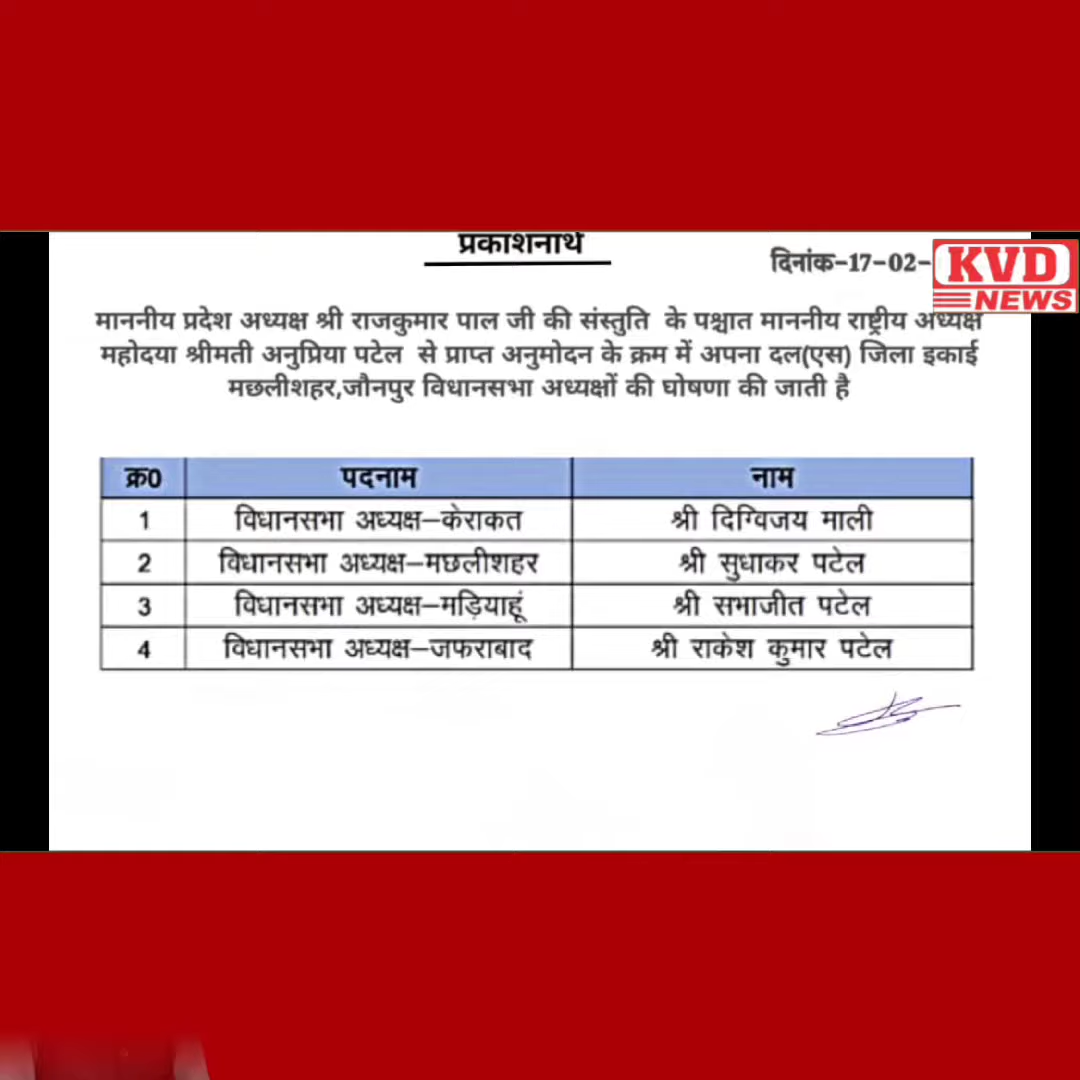 प्रकाशनार्थ
दिनांक-17-02-
KVD
NEWS
माननीय प्रदेश अध्यक्ष श्री राजकुमार पाल जी की संस्तुति के पश्चात माननीय राष्ट्रीय अध्यक्ष
महोदया श्रीमती अनुप्रिया पटेल से प्राप्त अनुमोदन के क्रम में अपना दल(एस) जिला इकाई
मछलीशहर,जौनपुर विधानसभा अध्यक्षों की घोषणा की जाती है
क्र0 पदनाम नाम
1 विधानसभा अध्यक्ष–केराकत श्री दिग्विजय माली
2 विधानसभा अध्यक्ष–मछलीशहर श्री सुधाकर पटेल
3 विधानसभा अध्यक्ष–मड़ियाहूं श्री सभाजीत पटेल
4 विधानसभा अध्यक्ष–जफराबाद श्री राकेश कुमार पटेल